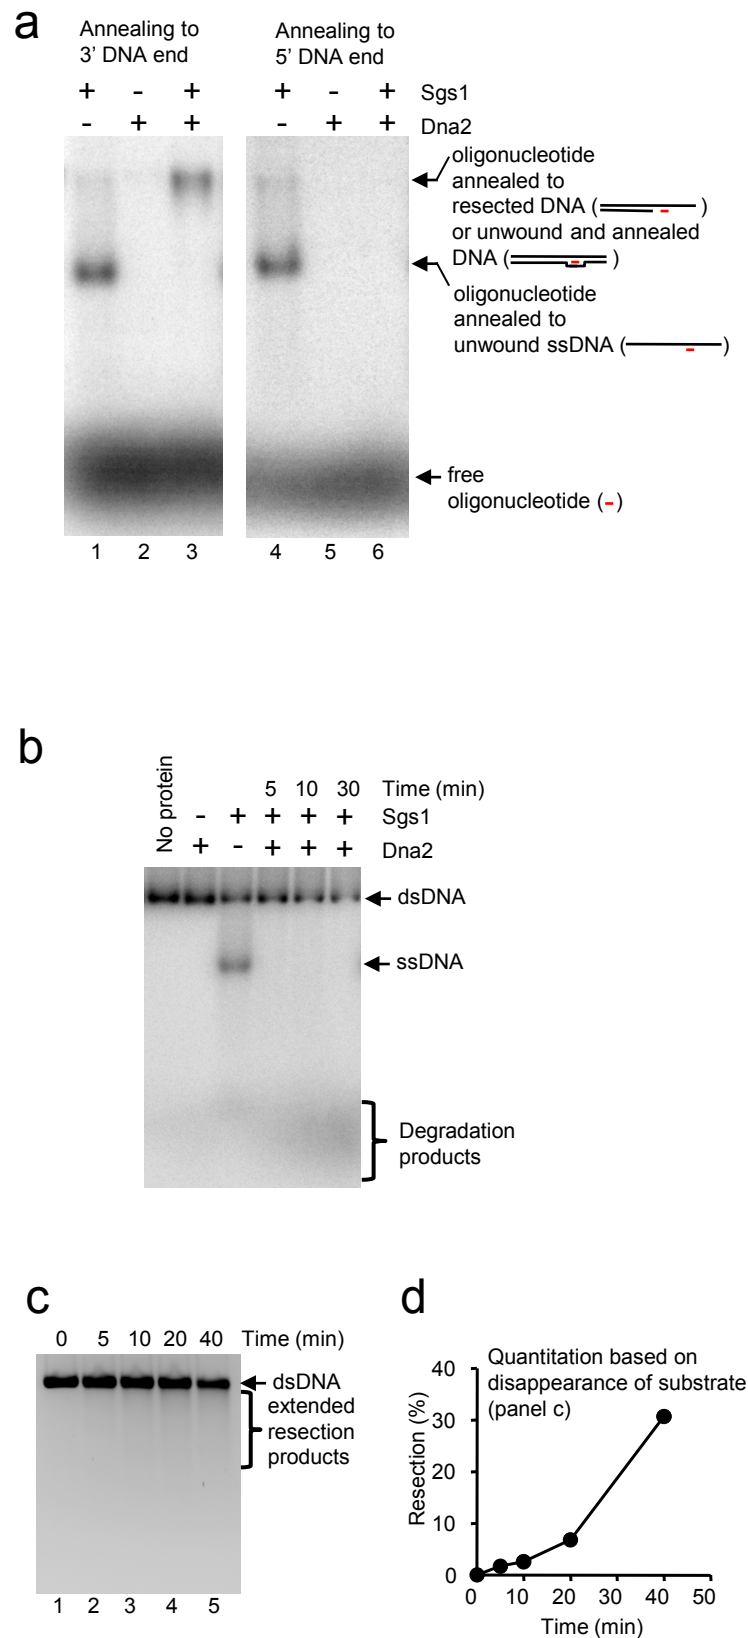 a
Annealing to
3’ DNA end
Annealing to
5’ DNA end
+ - + + - + Sgs1
- + + - + + Dna2
oligonucleotide
annealed to
resected DNA ( )
or unwound and annealed
DNA ( )
oligonucleotide
annealed to
unwound ssDNA ( )
free
oligonucleotide (-)
1 2 3 4 5 6
b
No protein
5 10 30 Time (min)
- + + + + Sgs1
+ - + + + Dna2
dsDNA
ssDNA
Degradation
products
c
0 5 10 20 40 Time (min)
dsDNA
extended
resection
products
1 2 3 4 5
d
Quantitation based on
disappearance of substrate
(panel c)
Resection (%)
40
30
20
10
0
0 10 20 30 40 50
Time (min)